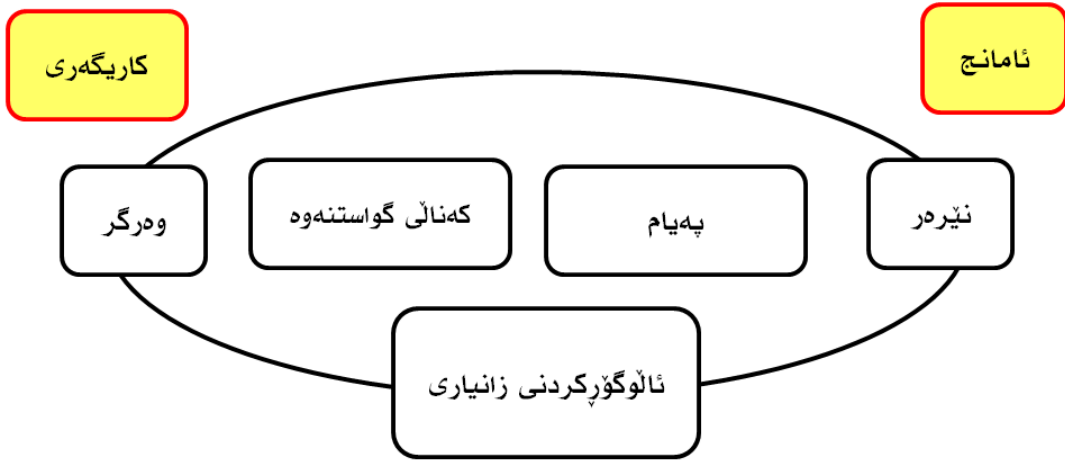 ئامانج
کاریگەری
نێرەر
پەیام
کەناڵی گواستنەوە
وەرگر
ئاڵوگۆڕکردنی زانیاری